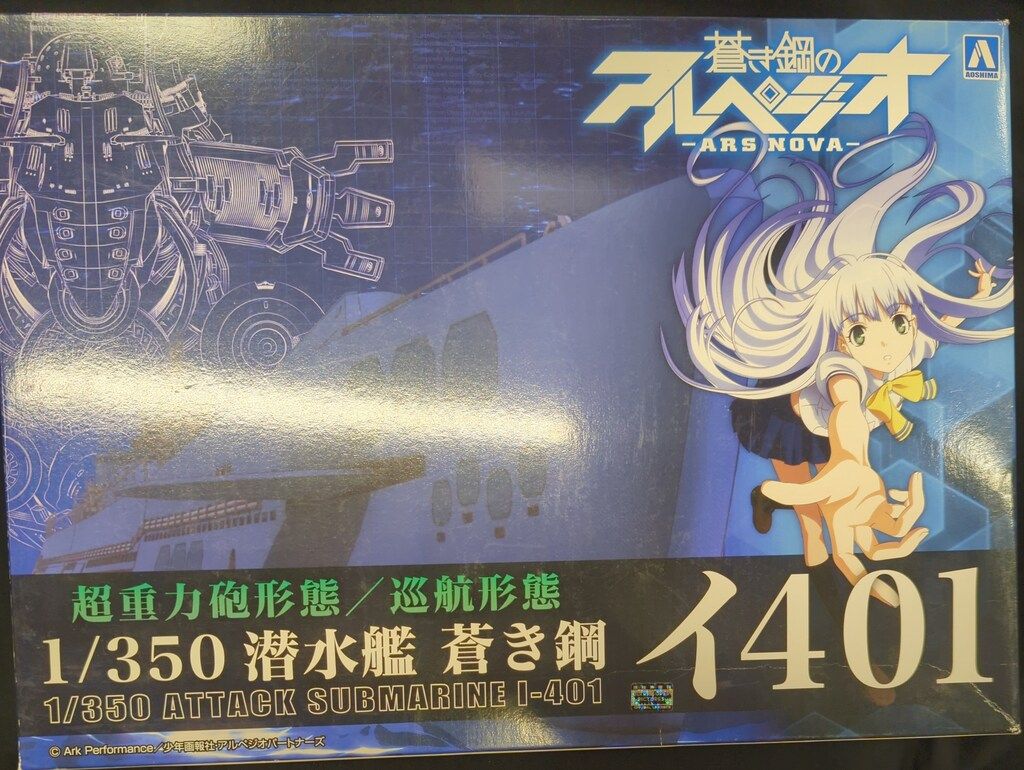 蒼き鋼の
アルペジオ
-ARS NOVA-
AOSHIMA
超重力砲形態／巡航形態
1/350 潜水艦 蒼き鋼
イ401
1/350 ATTACK SUBMARINE I-401
© Ark Performance／少年画報社・アルペジオパートナーズ